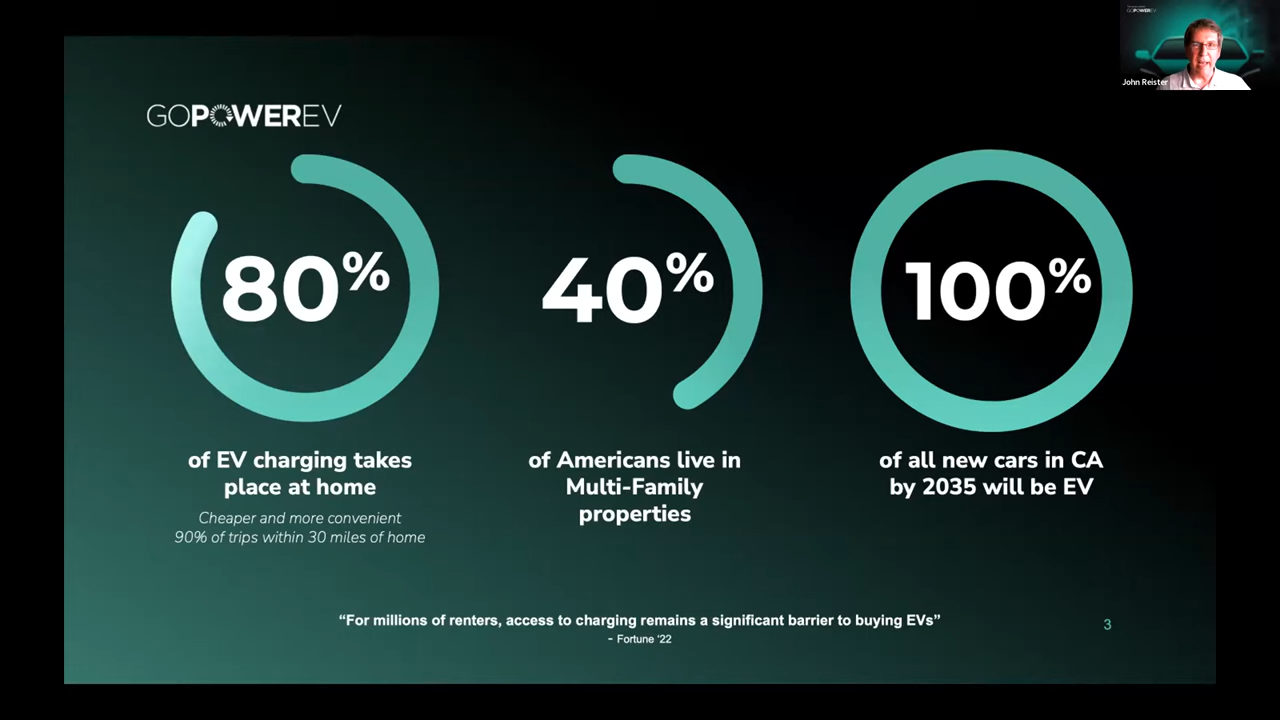 GOPOWEREV
John Reister
GOPOWEREV
80%
40%
100%
of EV charging takes
place at home
Cheaper and more convenient
90% of trips within 30 miles of home
of Americans live in
Multi-Family
properties
of all new cars in CA
by 2035 will be EV
“For millions of renters, access to charging remains a significant barrier to buying EVs”
- Fortune '22
3